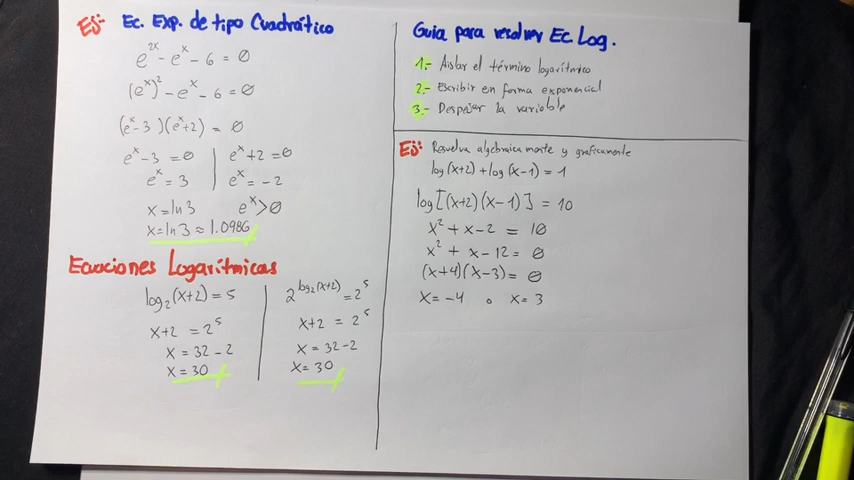 Ej:- Ec. Exp. de tipo Cuadrático
e^2x - e^x - 6 = 0
(e^x)^2 - e^x - 6 = 0
(e^x - 3)(e^x + 2) = 0
e^x - 3 = 0 | e^x + 2 = 0
e^x = 3 | e^x = -2
x = ln 3 e^x > 0
x = ln 3 ≈ 1.0986
Ecuaciones Logarítmicas
log₂(x+2) = 5
x+2 = 2^5
x = 32 - 2
x = 30
2^log₂(x+2) = 2^5
x+2 = 2^5
x = 32 - 2
x = 30
Guia para resolver Ec. Log.
1.- Aislar el término logarítmico
2.- Escribir en forma exponencial
3.- Despejar la variable
Ej: Resuelva algebraicamente y graficamente
log(x+2) + log(x-1) = 1
log[(x+2)(x-1)] = 10
x² + x - 2 = 10
x² + x - 12 = 0
(x+4)(x-3) = 0
x = -4 o x = 3